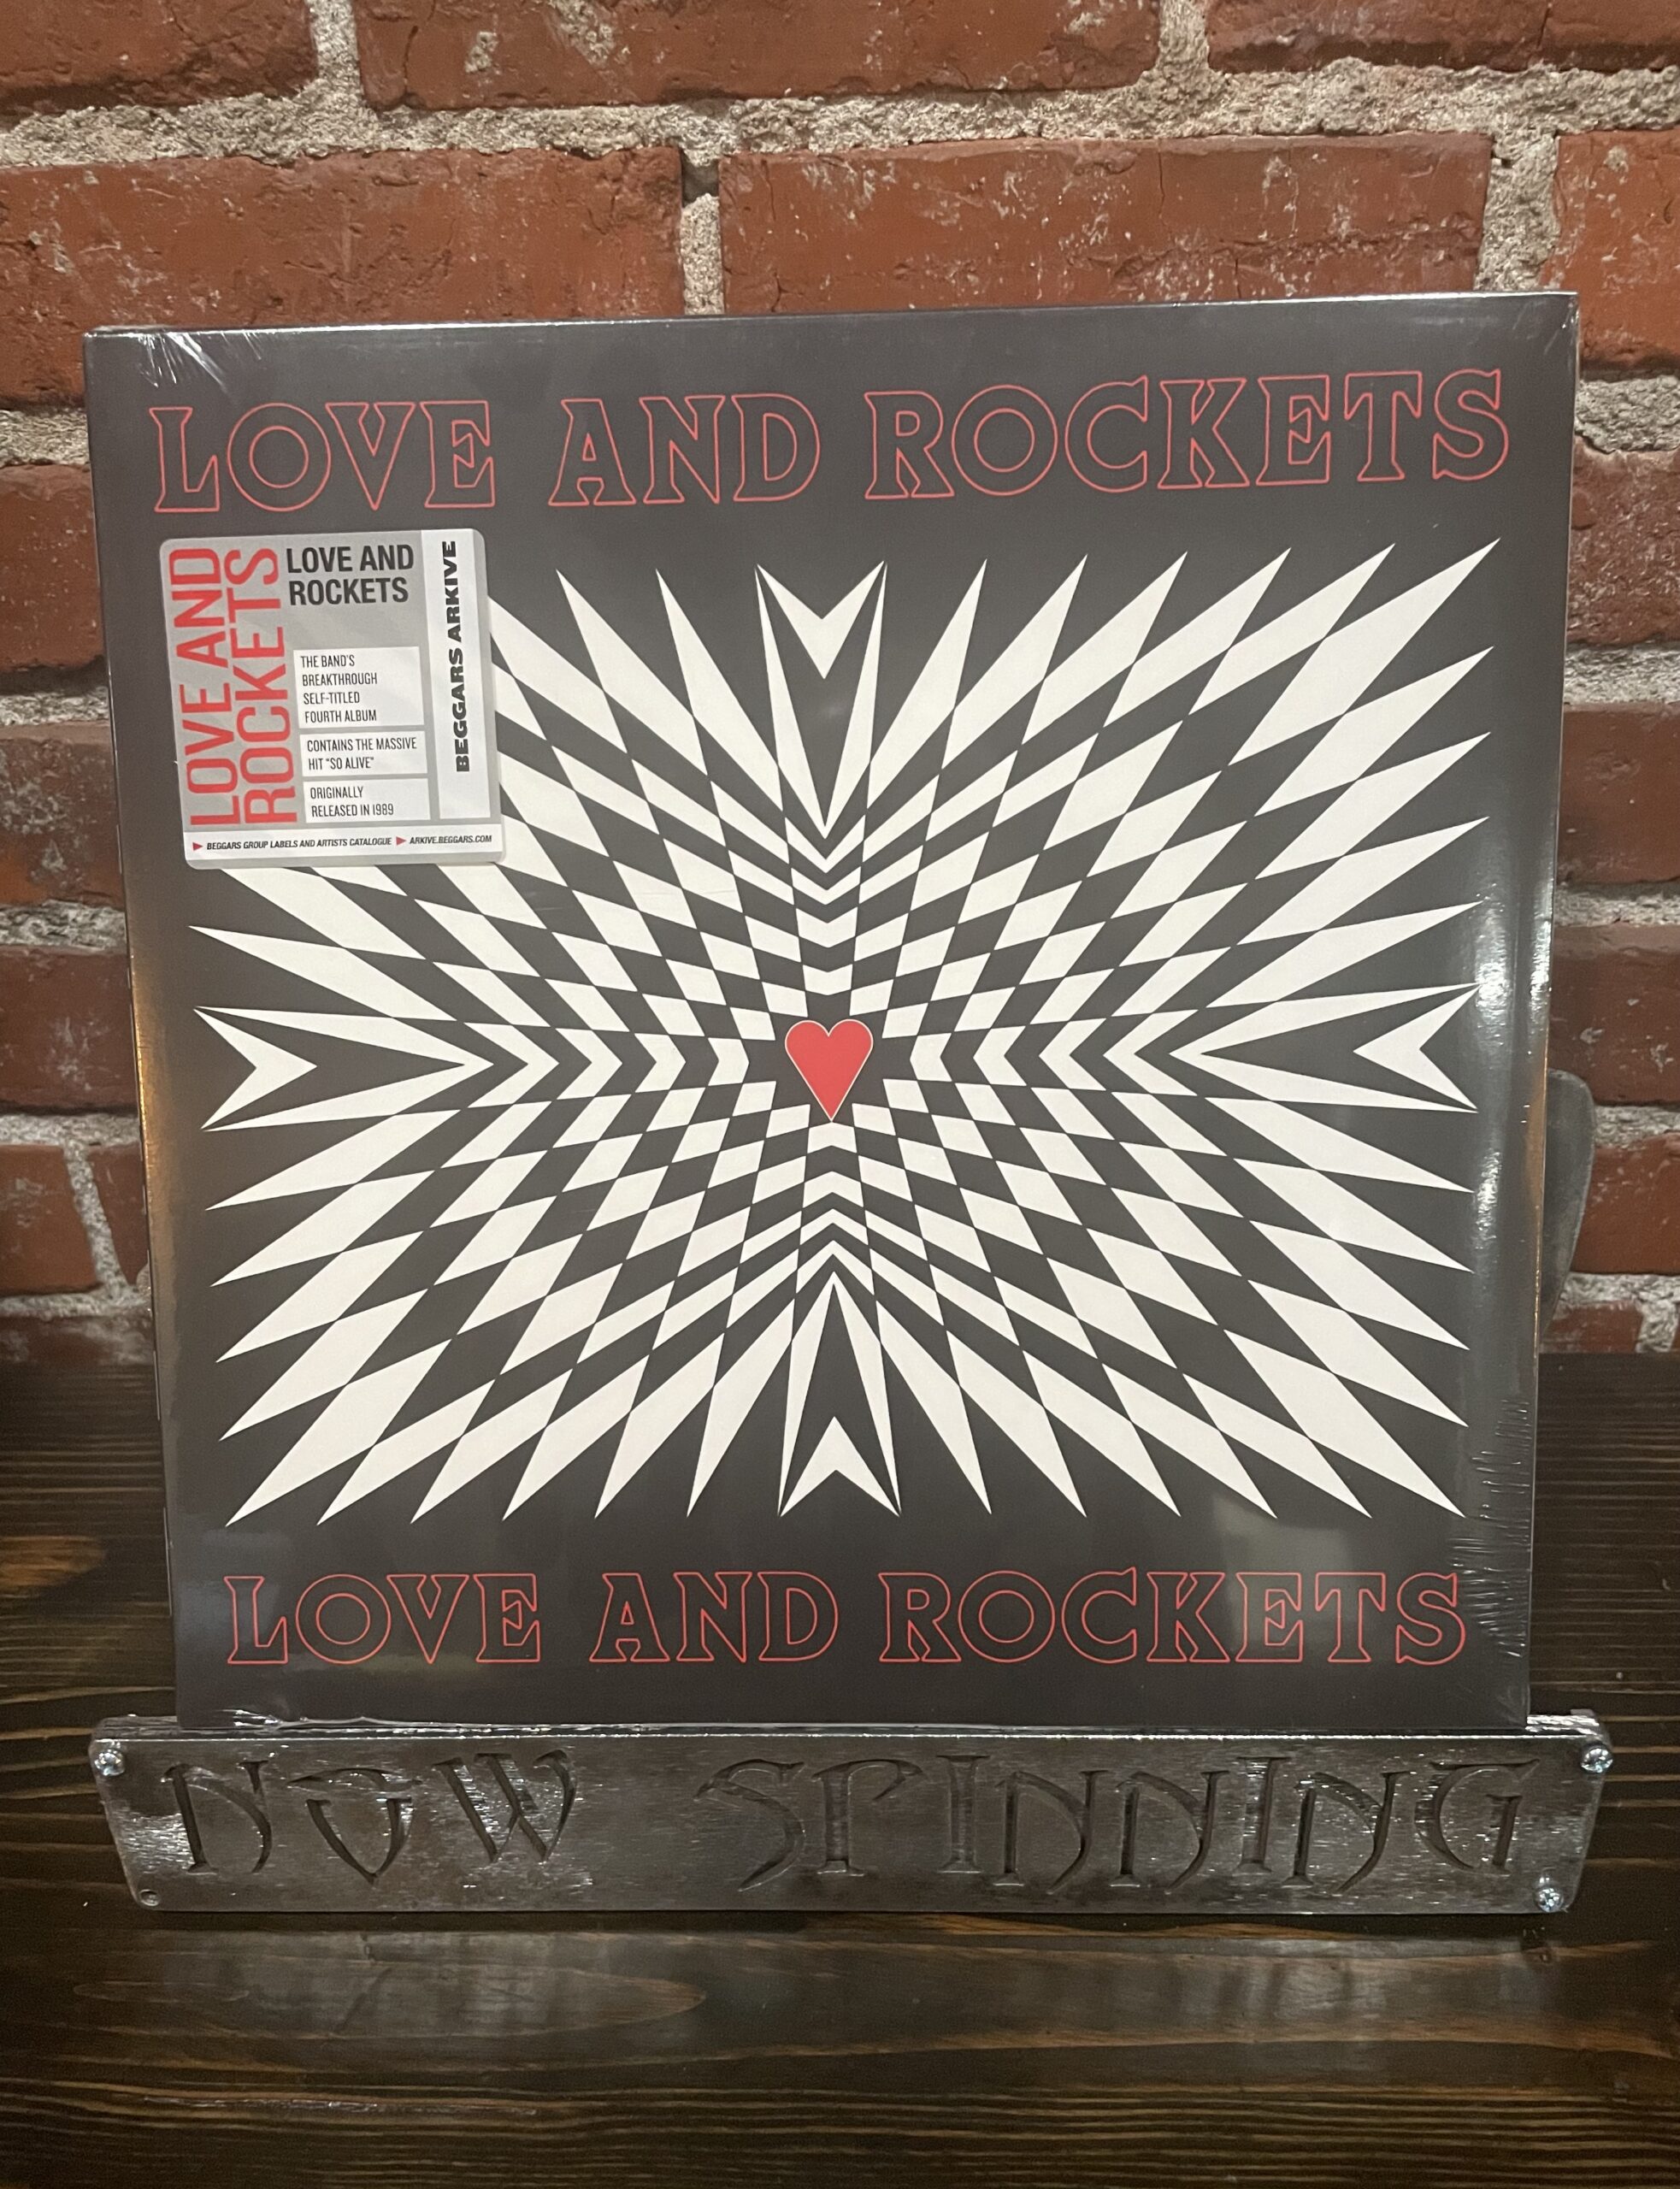 LOVE AND ROCKETS
LOVE AND
ROCKETS
LOVE AND
ROCKETS
THE BAND'S
BREAKTHROUGH
SELF-TITLED
FOURTH ALBUM
CONTAINS THE MASSIVE
HIT "SO ALIVE"
ORIGINALLY
RELEASED IN 1989
BEGGARS ARKIVE
BEGGARS GROUP LABELS AND ARTISTS CATALOGUE ▶ ARKIVE.BEGGARS.COM
LOVE AND ROCKETS
NOW SPINNING